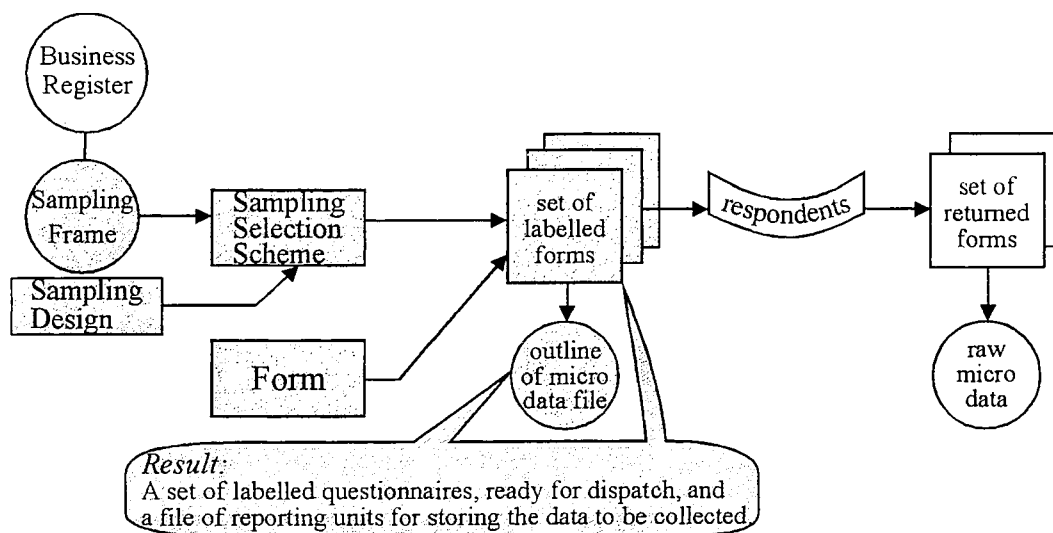 Business
Register
Sampling
Frame
Sampling
Design
Sampling
Selection
Scheme
Form
set of
labelled
forms
outline
of micro
data file
respondents
set of
returned
forms
raw
micro
data
Result:
A set of labelled questionnaires, ready for dispatch, and
a file of reporting units for storing the data to be collected